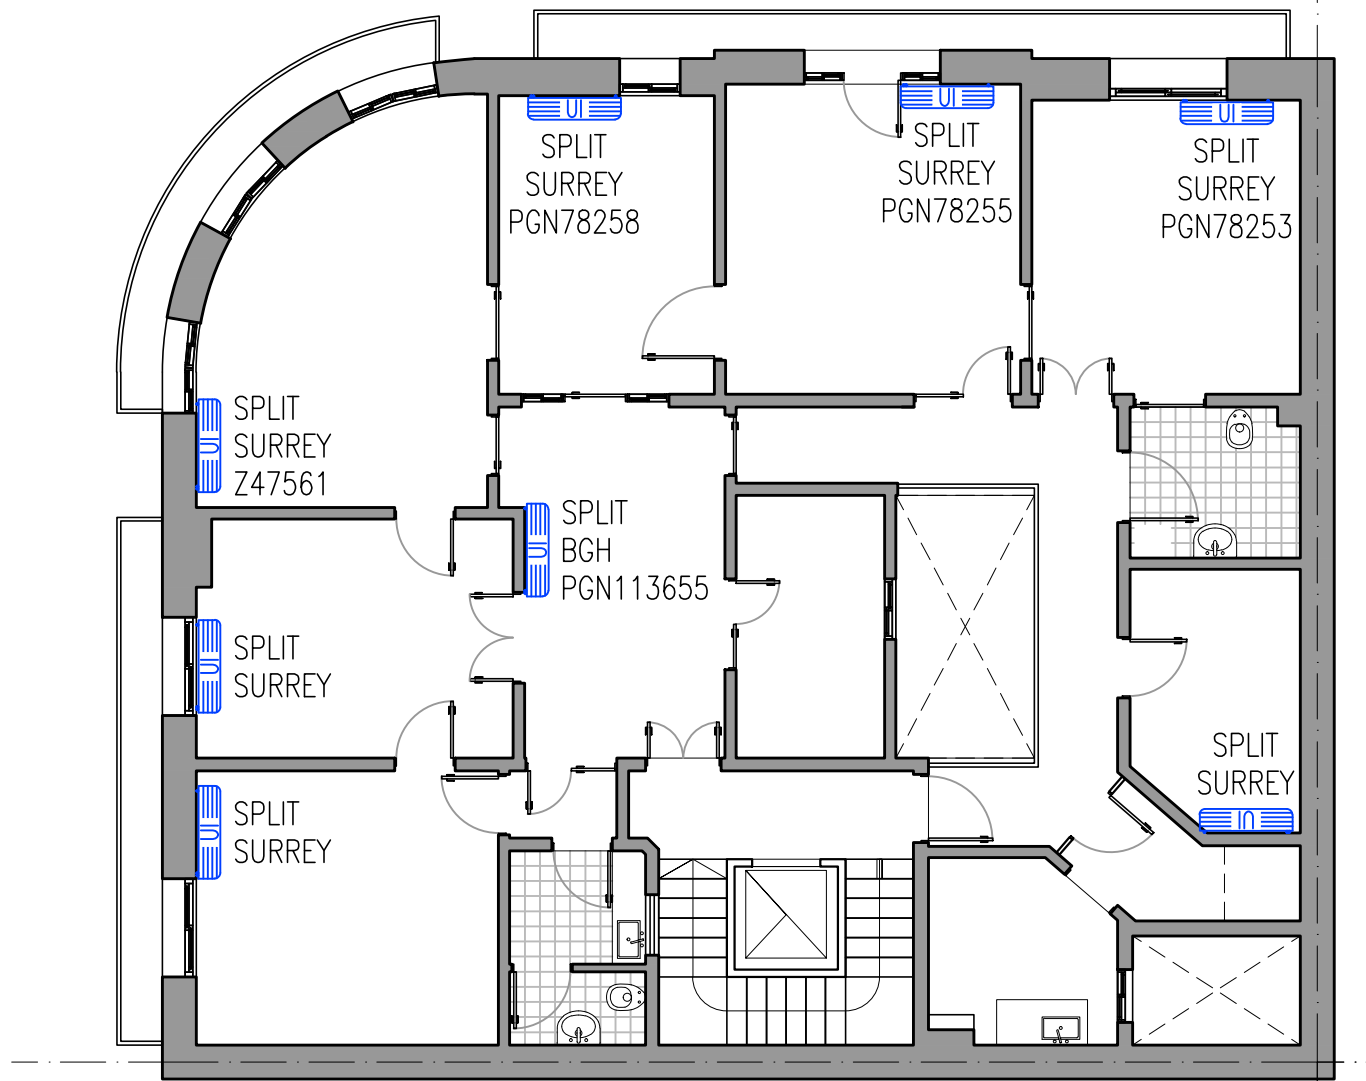 UI
SPLIT
SURREY
PGN78258
UI
SPLIT
SURREY
PGN78255
UI
SPLIT
SURREY
PGN78253
UI
SPLIT
SURREY
Z47561
UI
SPLIT
BGH
PGN113655
UI
SPLIT
SURREY
SPLIT
SURREY
UI
UI
SPLIT
SURREY